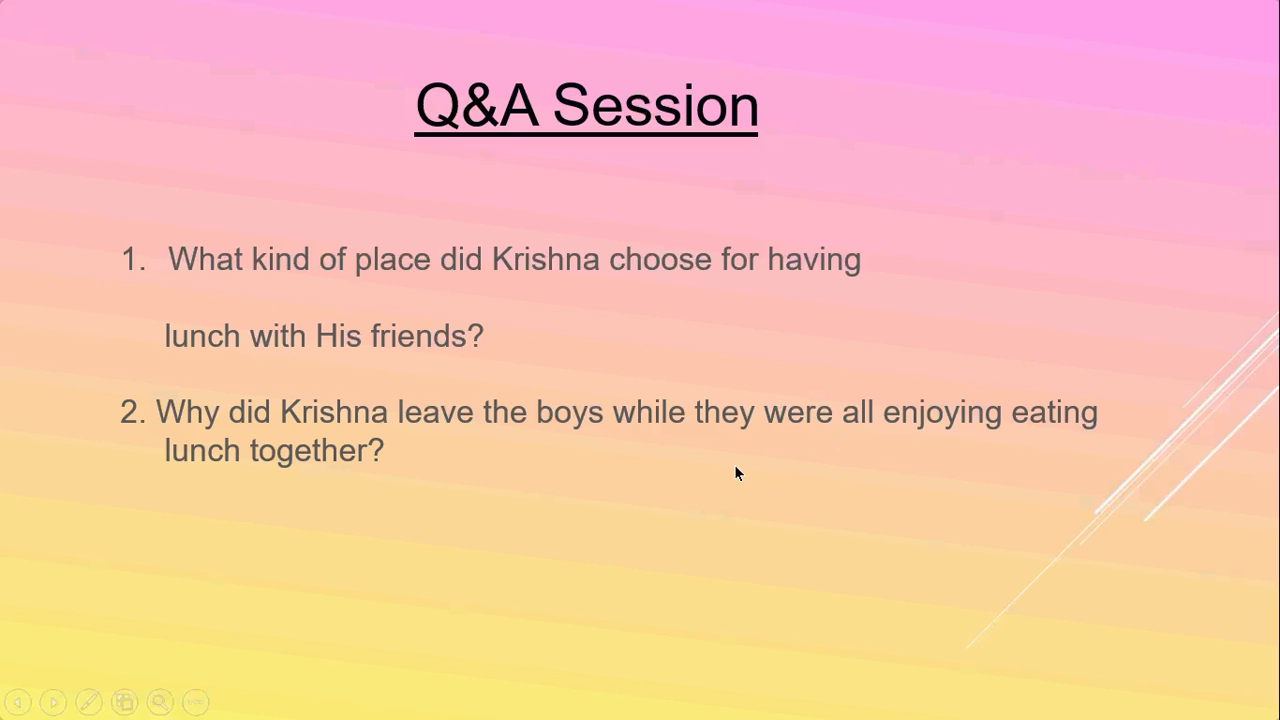 Q&A Session
1. What kind of place did Krishna choose for having
lunch with His friends?
2. Why did Krishna leave the boys while they were all enjoying eating
lunch together?